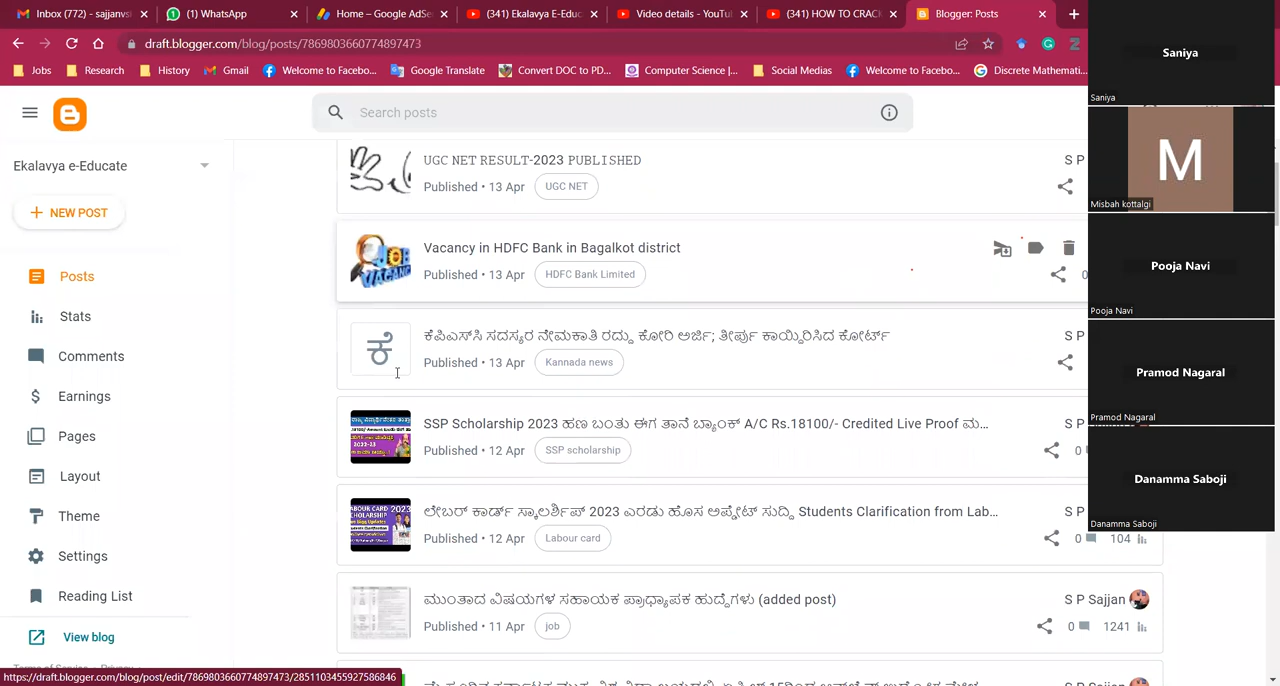 Inbox (772) - sajjanvs
(1) WhatsApp
Home – Google AdSe
(341) Ekalavya E-Educ
Video details - YouTu
(341) HOW TO CRACK
Blogger: Posts
draft.blogger.com/blog/posts/7869803660774897473
Jobs
Research
History
Gmail
Welcome to Facebo...
Google Translate
Convert DOC to PD...
Computer Science |...
Social Medias
Welcome to Facebo...
Discrete Mathemati...
Search posts
Ekalavya e-Educate
NEW POST
Posts
Stats
Comments
Earnings
Pages
Layout
Theme
Settings
Reading List
View blog
UGC NET RESULT-2023 PUBLISHED
S P
Published • 13 Apr
UGC NET
Vacancy in HDFC Bank in Bagalkot district
Published • 13 Apr
HDFC Bank Limited
0
ಕೆ
ಕೆಪಿಎಸ್‌ಸಿ ಸದಸ್ಯರ ನೇಮಕಾತಿ ರದ್ದು ಕೋರಿ ಅರ್ಜಿ; ತೀರ್ಪು ಕಾಯ್ದಿರಿಸಿದ ಕೋರ್ಟ್
S P
Published • 13 Apr
Kannada news
SSP Scholarship 2023 ಹಣ ಬಂತು ಈಗ ತಾನೆ ಬ್ಯಾಂಕ್ A/C Rs.18100/- Credited Live Proof ಮ...
S P
Published • 12 Apr
SSP scholarship
0
ಲೇಬರ್ ಕಾರ್ಡ್ ಸ್ಕಾಲರ್ಶಿಪ್ 2023 ಎರಡು ಹೊಸ ಅಪ್ಡೇಟ್ ಸುದ್ದಿ Students Clarification from Lab...
S P
Published • 12 Apr
Labour card
0
104
ಮುಂತಾದ ವಿಷಯಗಳ ಸಹಾಯಕ ಪ್ರಾಧ್ಯಾಪಕ ಹುದ್ದೆಗಳು (added post)
S P Sajjan
Published • 11 Apr
job
0
1241
Saniya
Saniya
M
Misbah kottalgi
Pooja Navi
Pooja Navi
Pramod Nagaral
Pramod Nagaral
Danamma Saboji
Danamma Saboji
https://draft.blogger.com/blog/post/edit/7869803660774897473/2851103455927586846